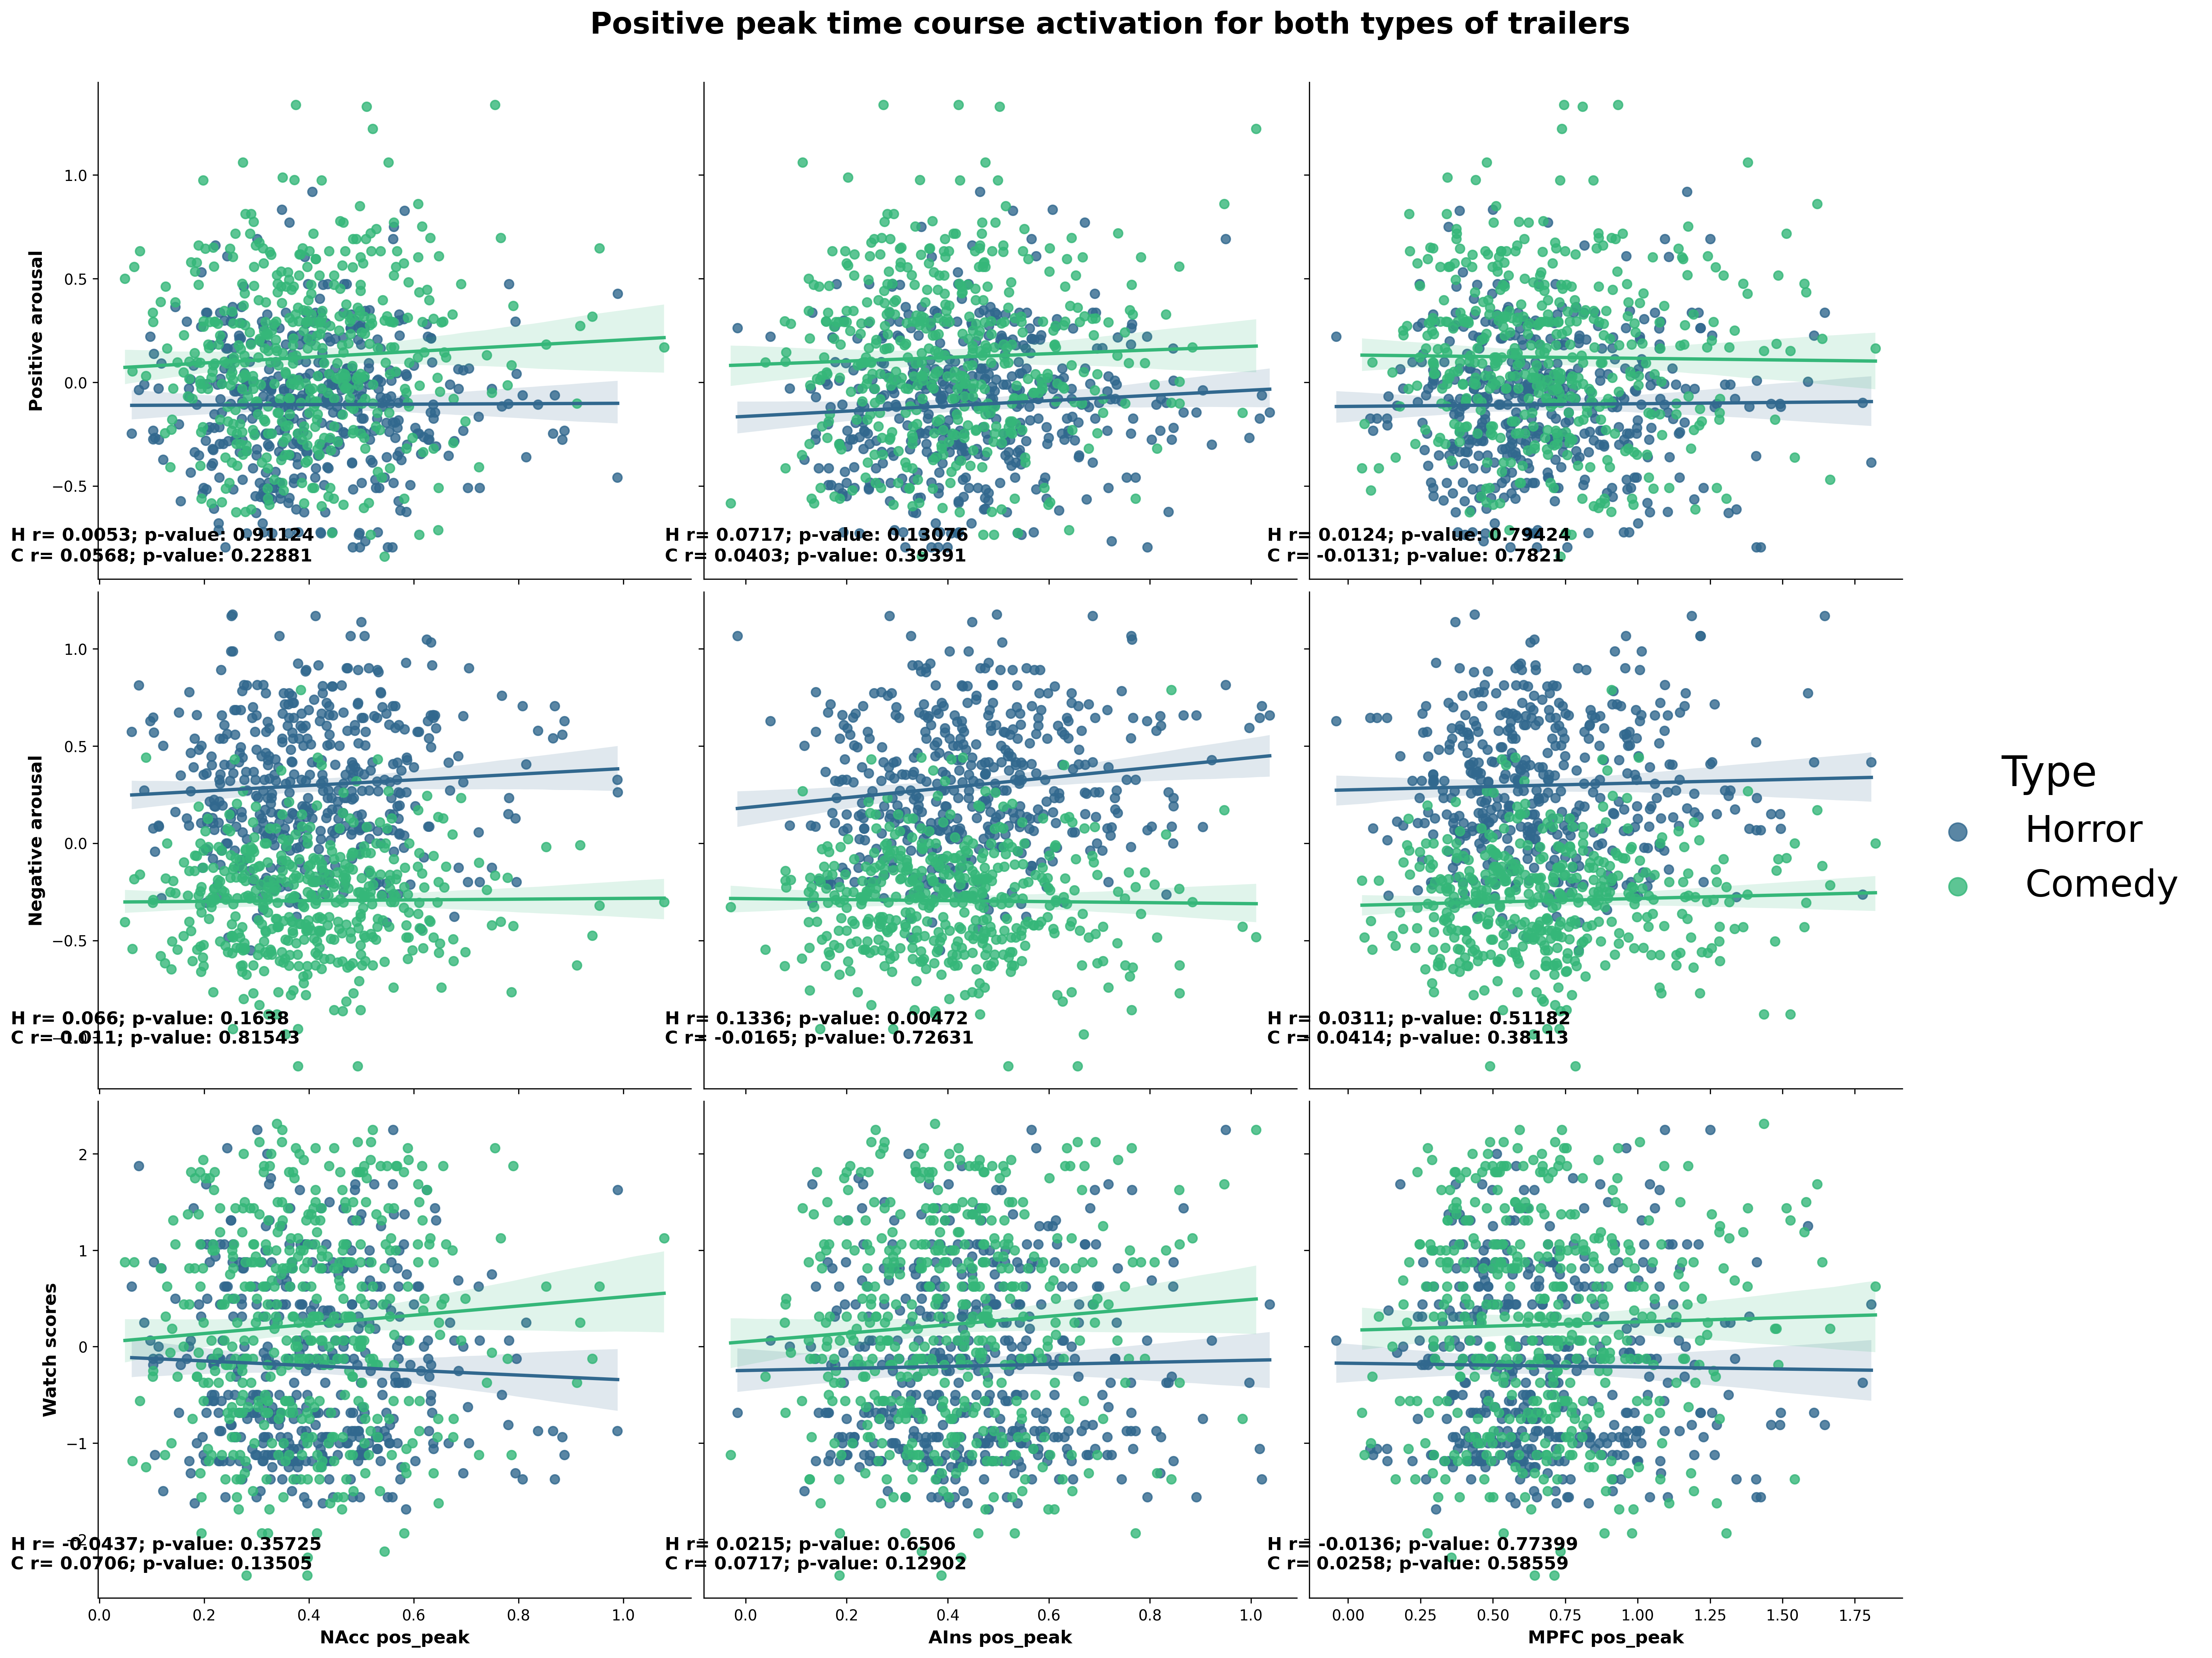 Positive peak time course activation for both types of trailers
Positive arousal
1.0
0.5
0.0
−0.5
H r= 0.0053; p-value: 0.91124
C r= 0.0568; p-value: 0.22881
H r= 0.0717; p-value: 0.13076
C r= 0.0403; p-value: 0.39391
H r= 0.0124; p-value: 0.79424
C r= -0.0131; p-value: 0.7821
Negative arousal
1.0
0.5
0.0
−0.5
H r= 0.066; p-value: 0.1638
C r= 0.011; p-value: 0.81543
H r= 0.1336; p-value: 0.00472
C r= -0.0165; p-value: 0.72631
H r= 0.0311; p-value: 0.51182
C r= 0.0414; p-value: 0.38113
Type
Horror
Comedy
Watch scores
2
1
0
−1
H r= -0.0437; p-value: 0.35725
C r= 0.0706; p-value: 0.13505
H r= 0.0215; p-value: 0.6506
C r= 0.0717; p-value: 0.12902
H r= -0.0136; p-value: 0.77399
C r= 0.0258; p-value: 0.58559
0.0 0.2 0.4 0.6 0.8 1.0
0.0 0.2 0.4 0.6 0.8 1.0
0.00 0.25 0.50 0.75 1.00 1.25 1.50 1.75
NAcc pos_peak
AIns pos_peak
MPFC pos_peak